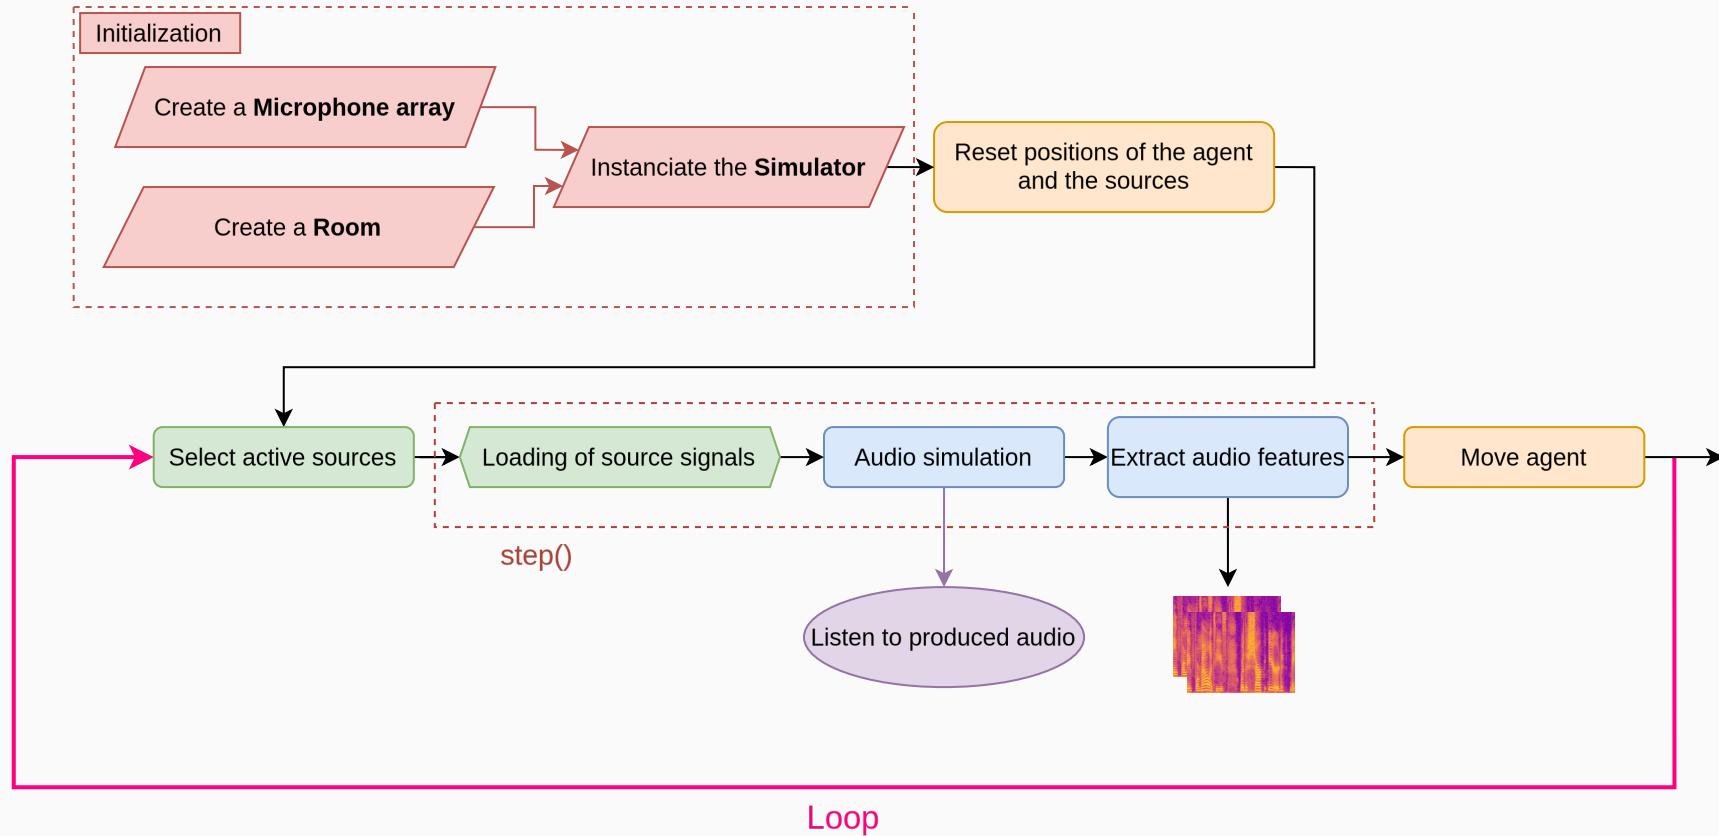 Initialization
Create a Microphone array
Instanciate the Simulator
Create a Room
Reset positions of the agent
and the sources
Select active sources
Loading of source signals
Audio simulation
Extract audio features
Move agent
step()
Listen to produced audio
Loop